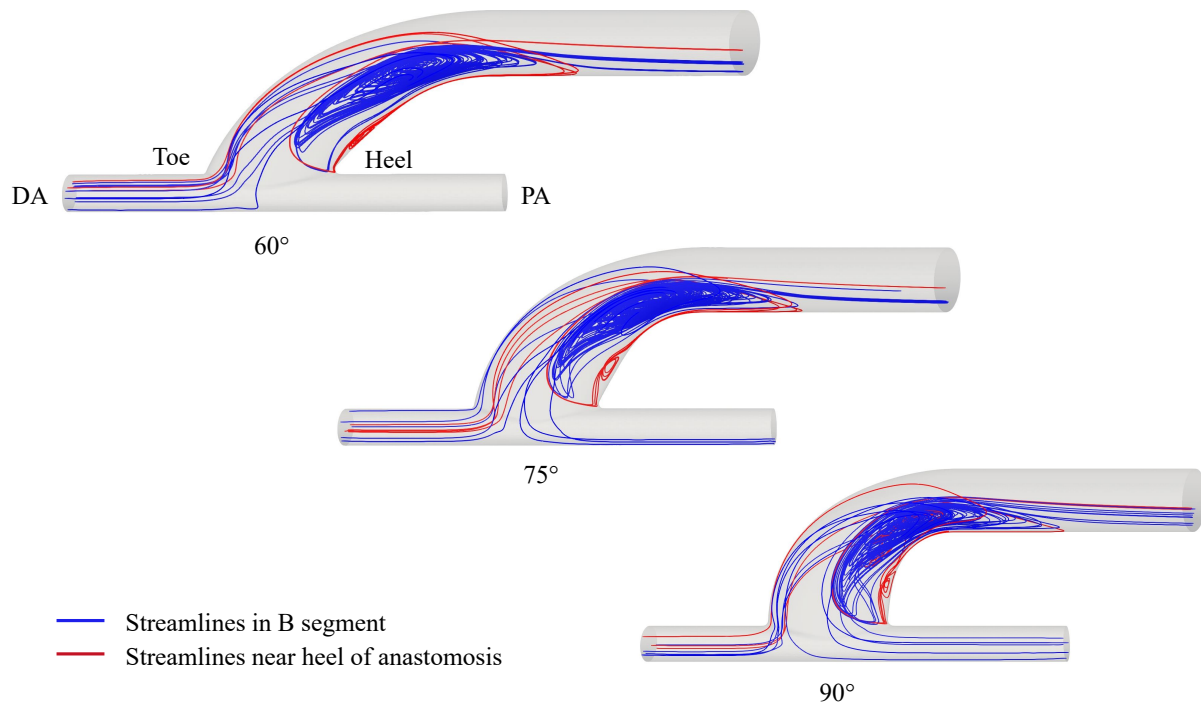 Toe
Heel
DA
PA
60°
75°
Streamlines in B segment
Streamlines near heel of anastomosis
90°